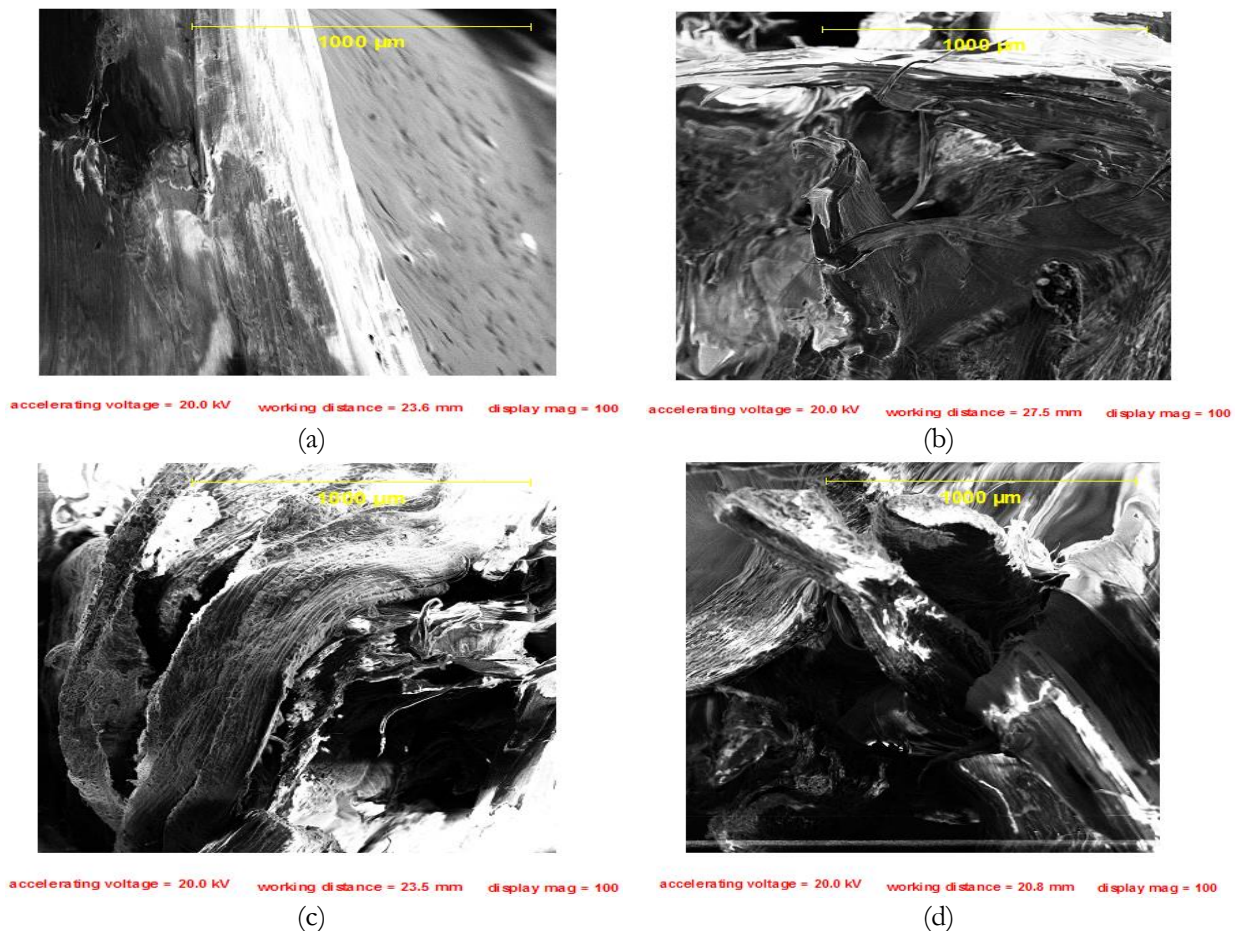 1000 µm
1000 µm
accelerating voltage = 20.0 kV working distance = 23.6 mm display mag = 100
accelerating voltage = 20.0 kV working distance = 27.5 mm display mag = 100
(a)
(b)
1000 µm
1000 µm
accelerating voltage = 20.0 kV working distance = 23.5 mm display mag = 100
accelerating voltage = 20.0 kV working distance = 20.8 mm display mag = 100
(c)
(d)